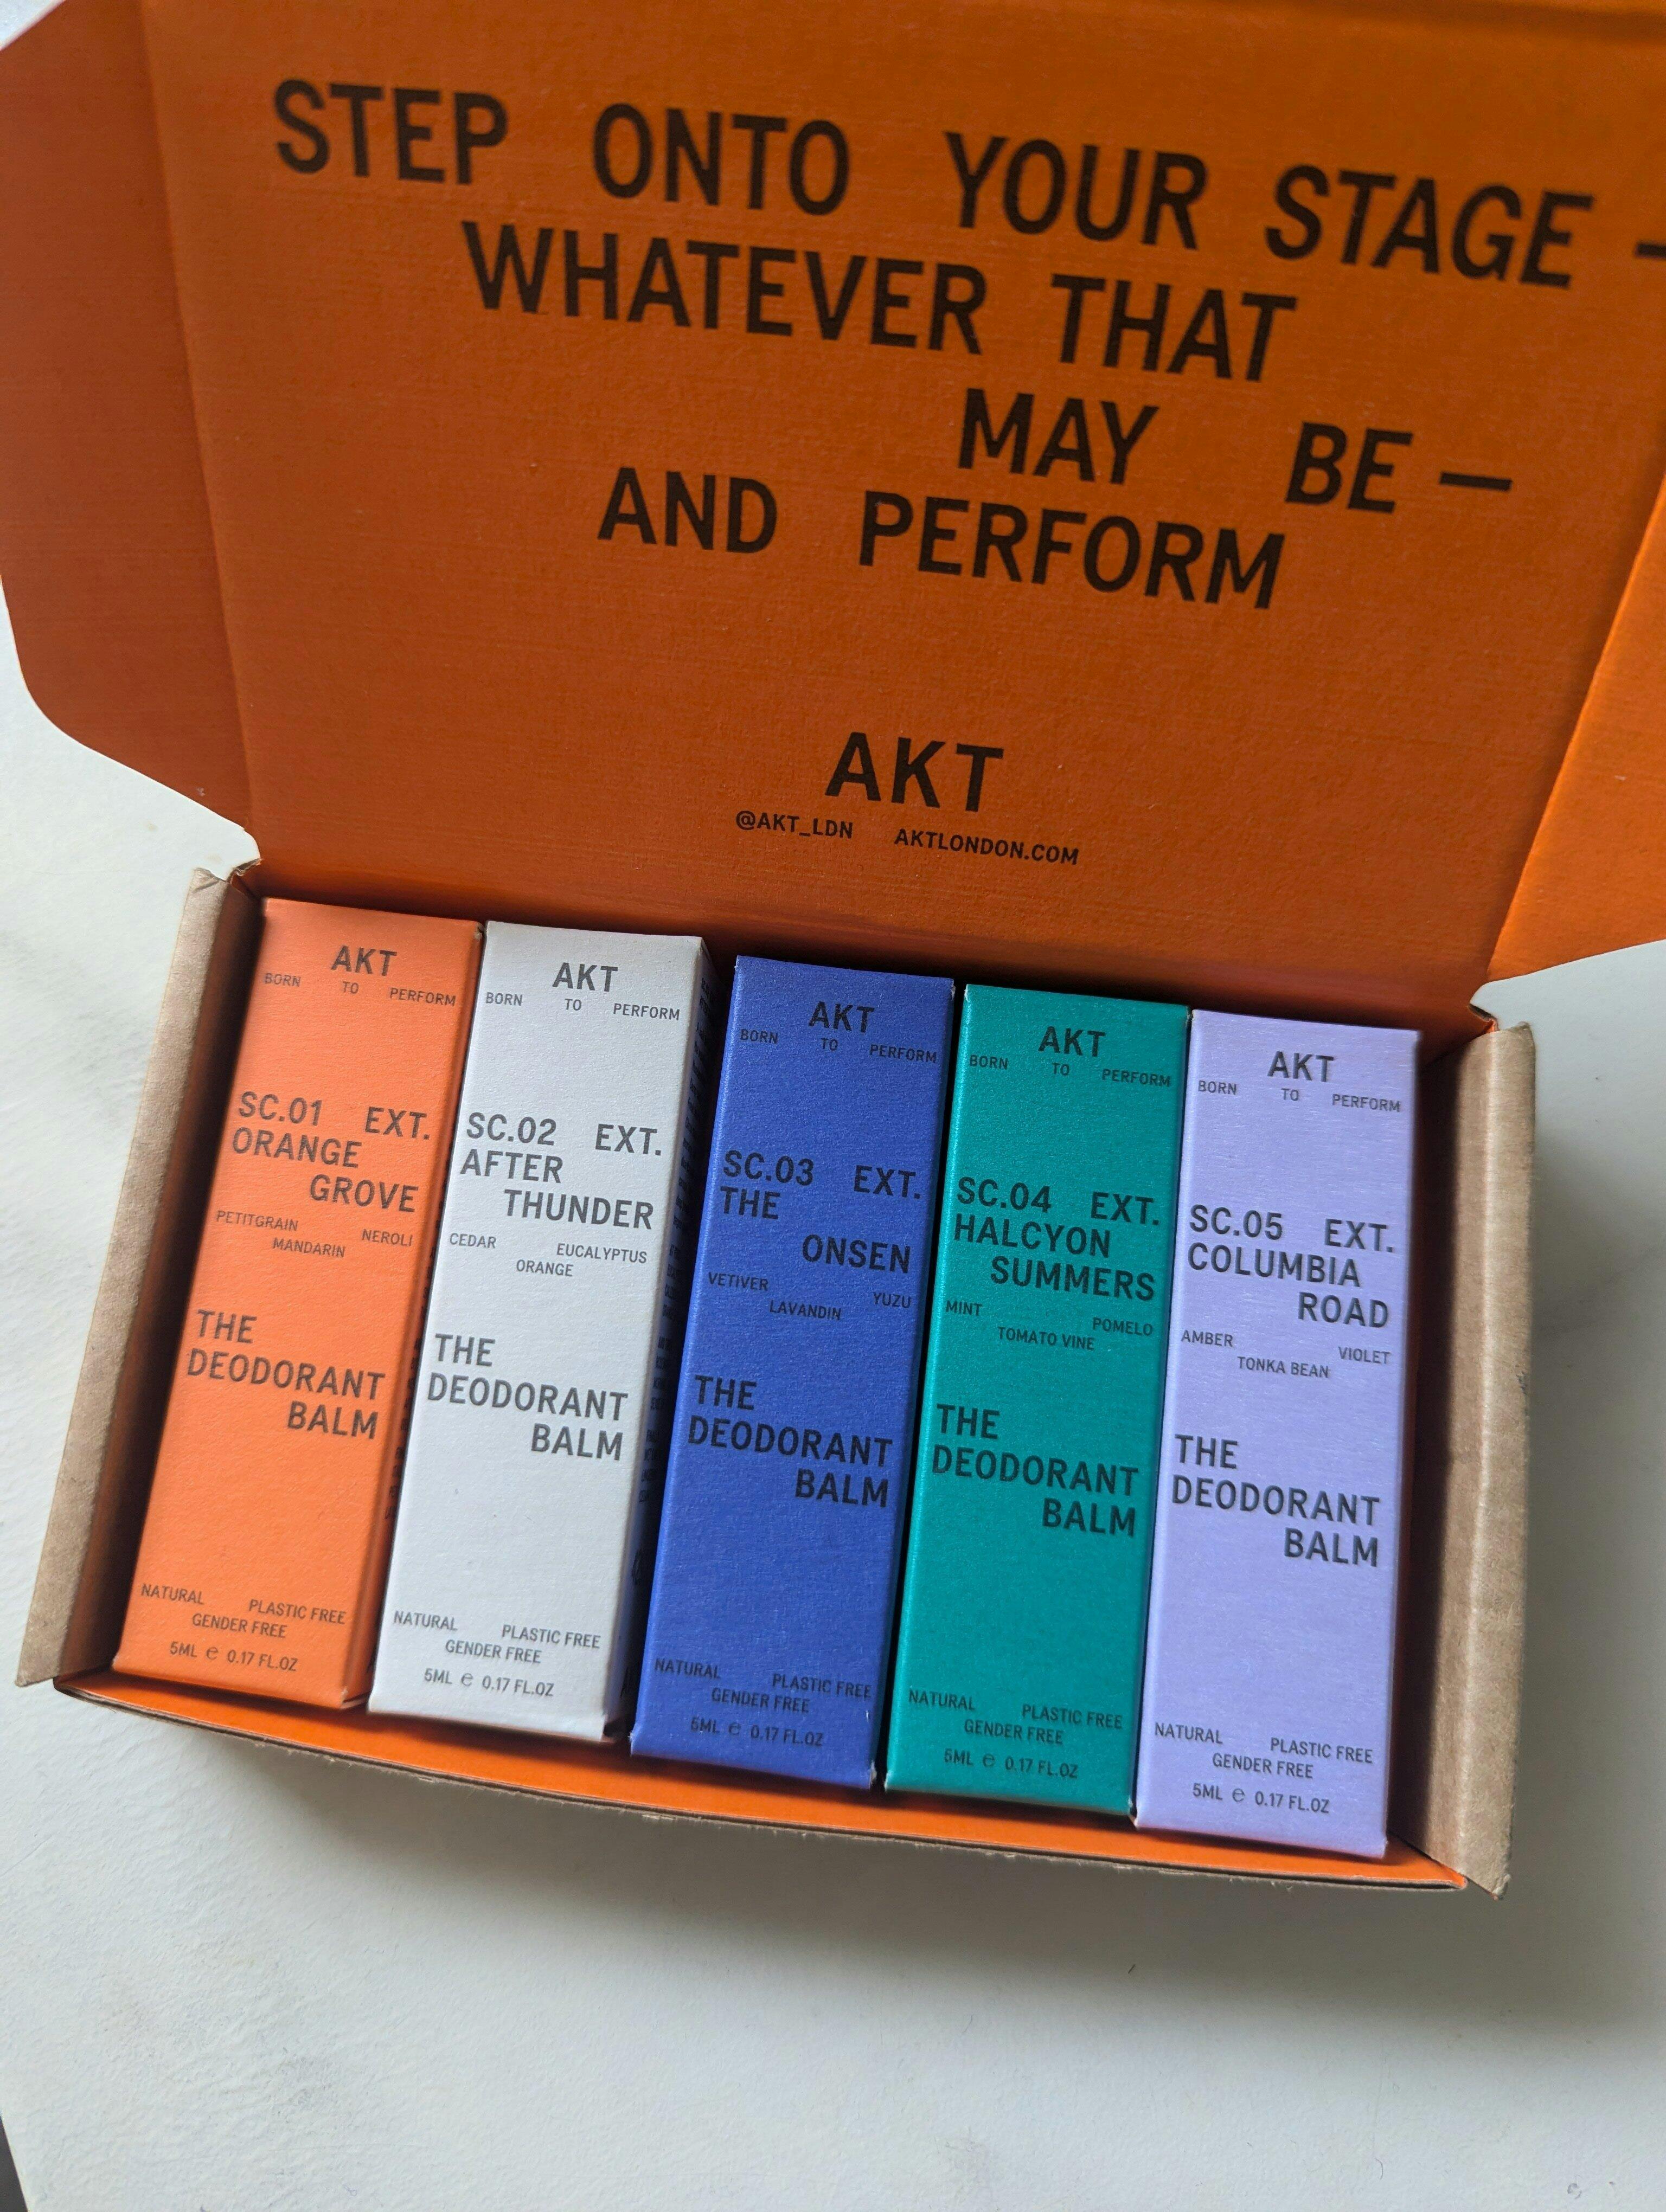 STEP ONTO YOUR STAGE —
WHATEVER THAT
MAY BE —
AND PERFORM
AKT
@AKT_LDN AKTLONDON.COM
AKT
BORN TO PERFORM
SC.01 EXT.
ORANGE
GROVE
PETITGRAIN NEROLI
MANDARIN
THE
DEODORANT
BALM
NATURAL PLASTIC FREE
GENDER FREE
5ML ℮ 0.17 FL.OZ
AKT
BORN TO PERFORM
SC.02 EXT.
AFTER
THUNDER
CEDAR EUCALYPTUS
ORANGE
THE
DEODORANT
BALM
NATURAL PLASTIC FREE
GENDER FREE
5ML ℮ 0.17 FL.OZ
AKT
BORN TO PERFORM
SC.03 EXT.
THE
ONSEN
VETIVER YUZU
LAVANDIN
THE
DEODORANT
BALM
NATURAL PLASTIC FREE
GENDER FREE
5ML ℮ 0.17 FL.OZ
AKT
BORN TO PERFORM
SC.04 EXT.
HALCYON
SUMMERS
MINT POMELO
TOMATO VINE
THE
DEODORANT
BALM
NATURAL PLASTIC FREE
GENDER FREE
5ML ℮ 0.17 FL.OZ
AKT
BORN TO PERFORM
SC.05 EXT.
COLUMBIA
ROAD
AMBER VIOLET
TONKA BEAN
THE
DEODORANT
BALM
NATURAL PLASTIC FREE
GENDER FREE
5ML ℮ 0.17 FL.OZ